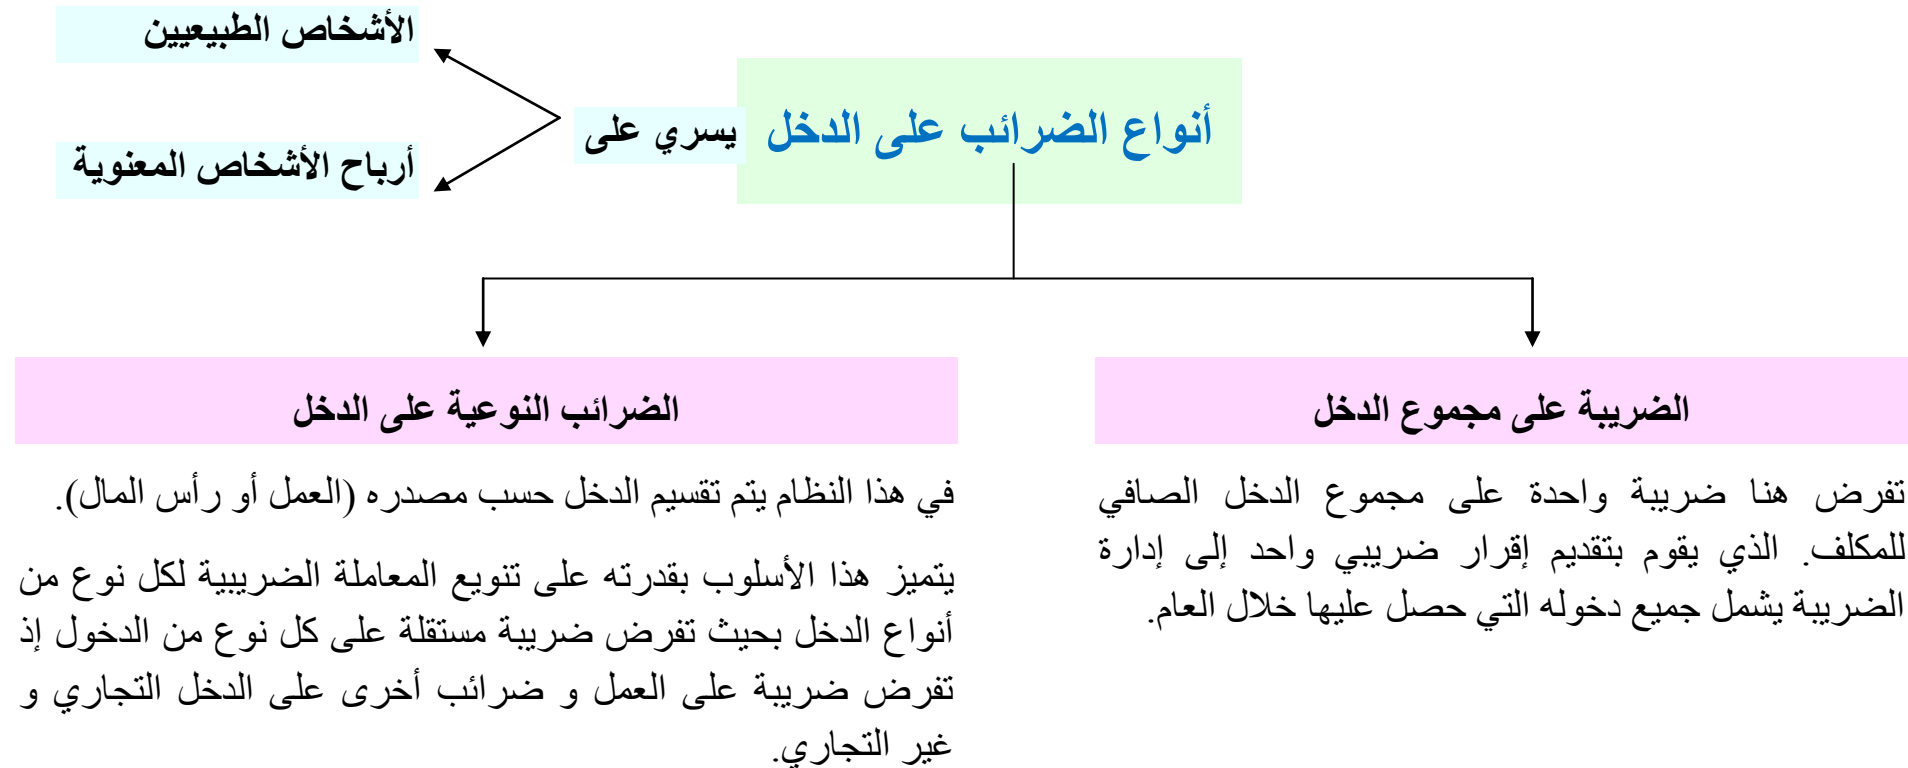 أنواع الضرائب على الدخل
يسري على
الأشخاص الطبيعيين
أرباح الأشخاص المعنوية
الضريبة على مجموع الدخل
تفرض هنا ضريبة واحدة على مجموع الدخل الصافي
للمكلف. الذي يقوم بتقديم إقرار ضريبي واحد إلى إدارة
الضريبة يشمل جميع دخوله التي حصل عليها خلال العام.
الضرائب النوعية على الدخل
في هذا النظام يتم تقسيم الدخل حسب مصدره (العمل أو رأس المال).
يتميز هذا الأسلوب بقدرته على تنويع المعاملة الضريبية لكل نوع من
أنواع الدخل بحيث تفرض ضريبة مستقلة على كل نوع من الدخول إذ
تفرض ضريبة على العمل و ضرائب أخرى على الدخل التجاري و
غير التجاري.